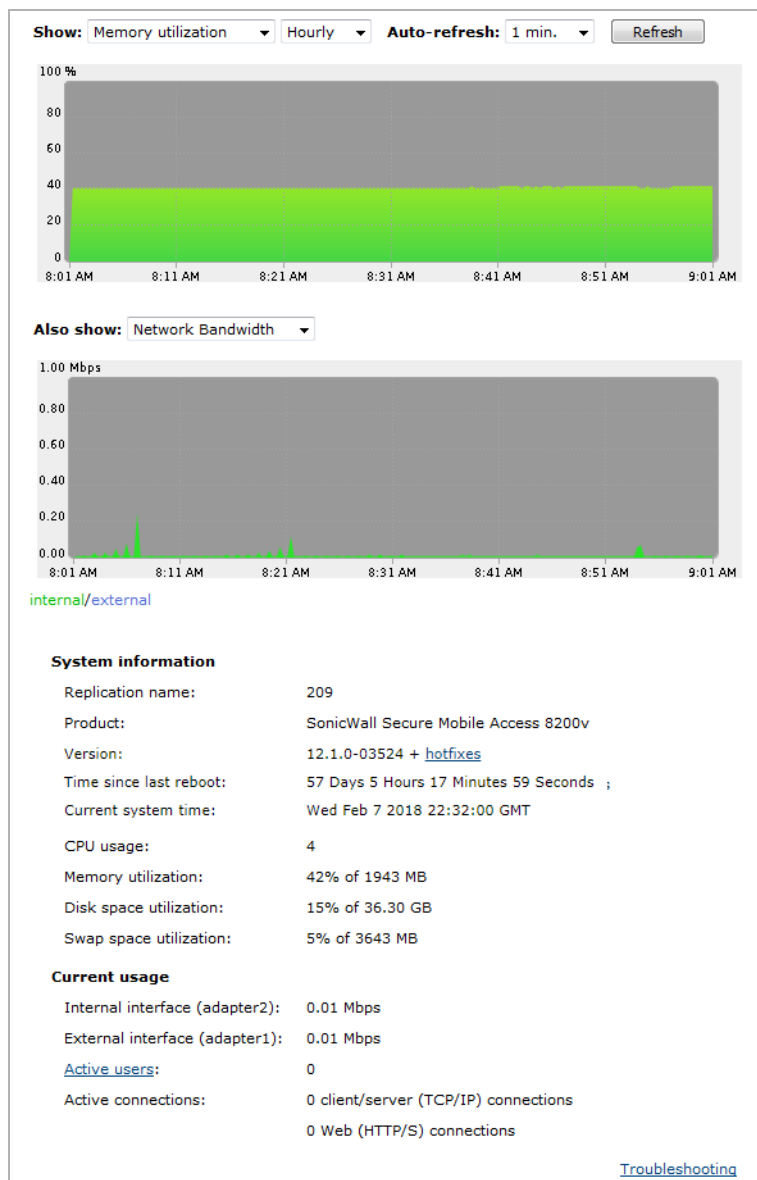 Show: Memory utilization Hourly Auto-refresh: 1 min. Refresh
100 %
80
60
40
20
0
8:01 AM 8:11 AM 8:21 AM 8:31 AM 8:41 AM 8:51 AM 9:01 AM
Also show: Network Bandwidth
1.00 Mbps
0.80
0.60
0.40
0.20
0.00
8:01 AM 8:11 AM 8:21 AM 8:31 AM 8:41 AM 8:51 AM 9:01 AM
internal/external
System information
Replication name: 209
Product: SonicWall Secure Mobile Access 8200v
Version: 12.1.0-03524 + hotfixes
Time since last reboot: 57 Days 5 Hours 17 Minutes 59 Seconds ;
Current system time: Wed Feb 7 2018 22:32:00 GMT
CPU usage: 4
Memory utilization: 42% of 1943 MB
Disk space utilization: 15% of 36.30 GB
Swap space utilization: 5% of 3643 MB
Current usage
Internal interface (adapter2): 0.01 Mbps
External interface (adapter1): 0.01 Mbps
Active users: 0
Active connections: 0 client/server (TCP/IP) connections
0 Web (HTTP/S) connections
Troubleshooting